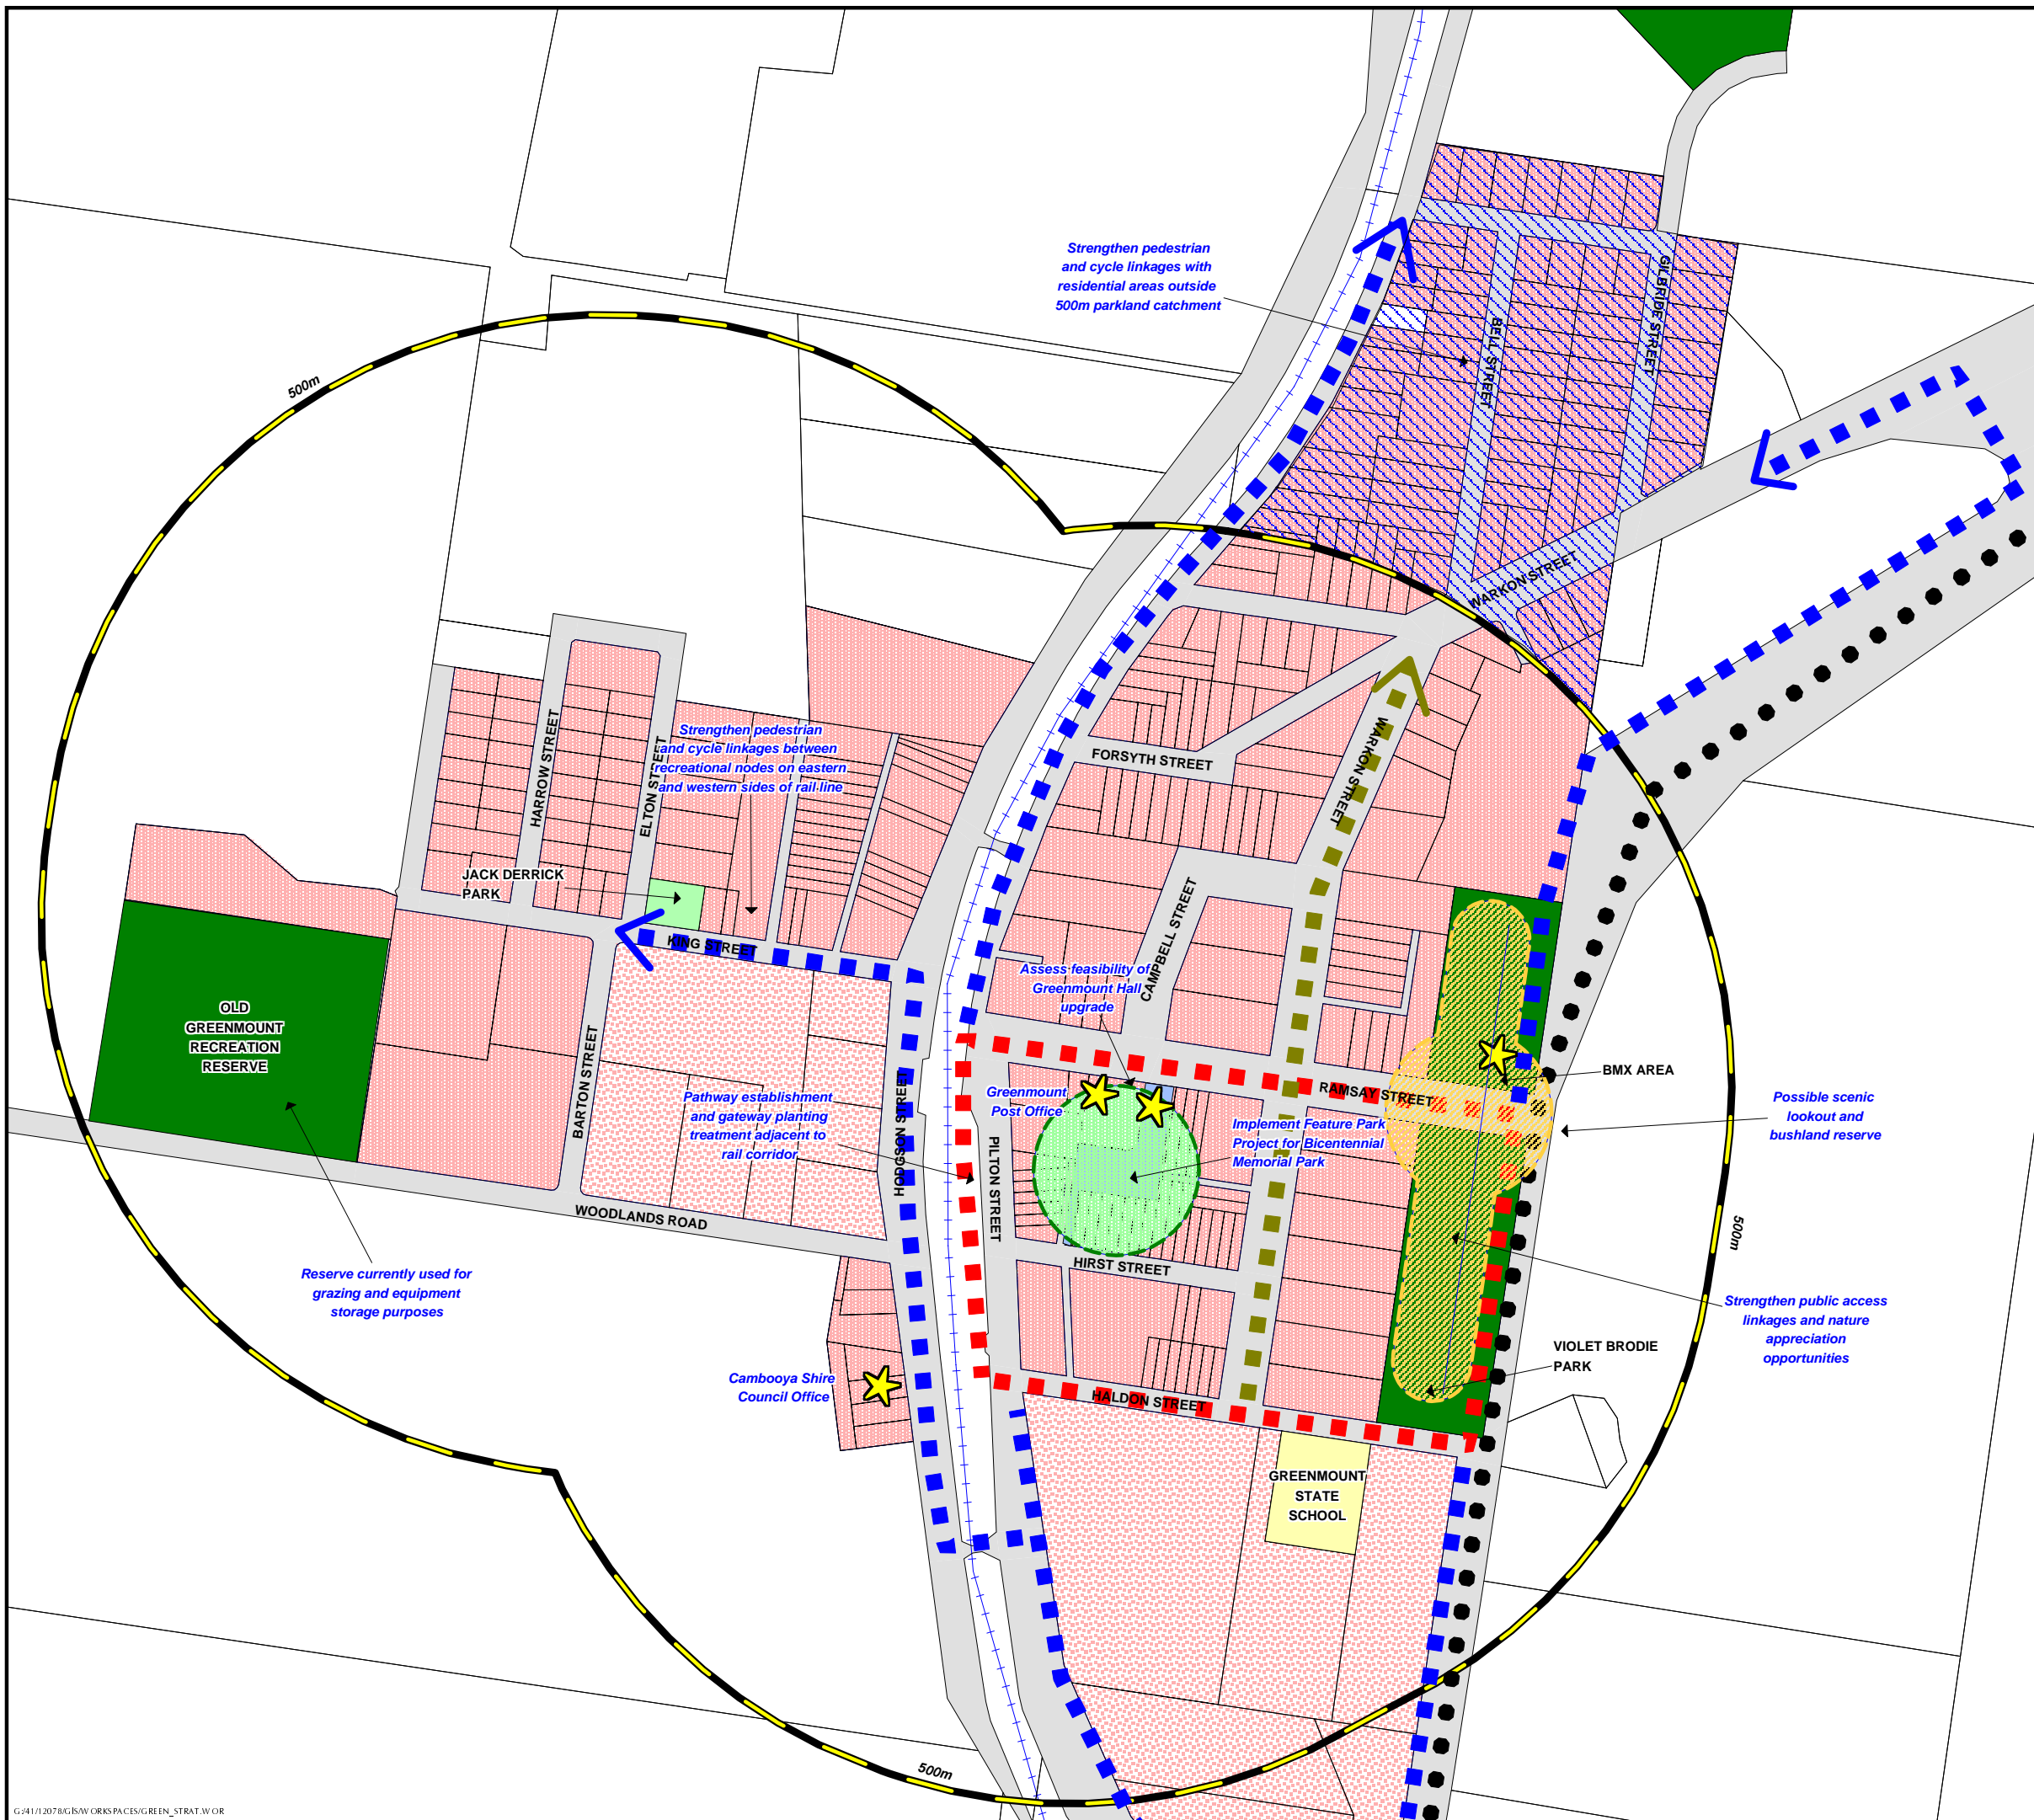 Strengthen pedestrian
and cycle linkages with
residential areas outside
500m parkland catchment
GILBRIDE STREET
BELL STREET
500m
WARKON STREET
Strengthen pedestrian
and cycle linkages between
recreational nodes on eastern
and western sides of rail line
HARROW STREET
ELTON STREET
FORSYTH STREET
WARKON STREET
JACK DERRICK
PARK
KING STREET
CAMPBELL STREET
Assess feasibility of
Greenmount Hall
upgrade
OLD
GREENMOUNT
RECREATION
RESERVE
BARTON STREET
HODGSON STREET
Pathway establishment
and gateway planting
treatment adjacent to
rail corridor
Greenmount
Post Office
RAMSAY STREET
BMX AREA
Possible scenic
lookout and
bushland reserve
Implement Feature Park
Project for Bicentennial
Memorial Park
PILTON STREET
WOODLANDS ROAD
HIRST STREET
500m
Reserve currently used for
grazing and equipment
storage purposes
Strengthen public access
linkages and nature
appreciation
opportunities
VIOLET BRODIE
PARK
Cambooya Shire
Council Office
HALDON STREET
GREENMOUNT
STATE
SCHOOL
500m
G:/41/12078/GIS/WORKSPACES/GREEN_STRAT.WOR